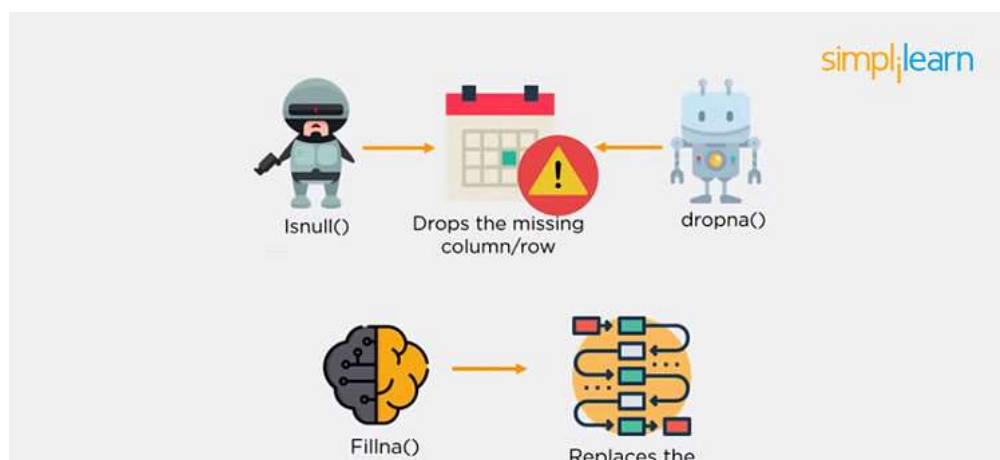 simplilearn
Isnull()
Drops the missing
column/row
dropna()
Fillna()
Replaces the